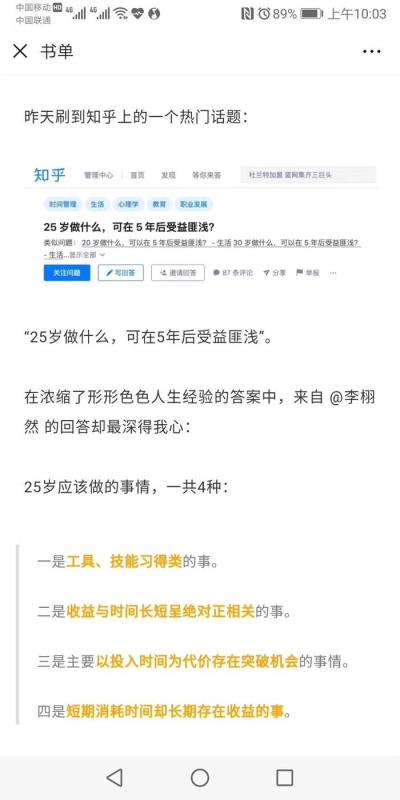 中国移动 HD 4G 4G 89% 上午10:03
中国联通
书单
昨天刷到知乎上的一个热门话题：
知乎 管理中心 首页 发现 等你来答 杜兰特加盟 篮网集齐三巨头
时间管理 生活 心理学 教育 职业发展
25 岁做什么，可在 5 年后受益匪浅？
类似问题： 20 岁做什么，可以在 5 年后受益匪浅？ - 生活 30 岁做什么，可以在 5 年后受益匪浅？
- 生活...显示全部
关注问题 写回答 邀请回答 87 条评论 分享 举报 ...
“25岁做什么，可在5年后受益匪浅”。
在浓缩了形形色色人生经验的答案中，来自 @李栩
然 的回答却最深得我心：
25岁应该做的事情，一共4种：
一是工具、技能习得类的事。
二是收益与时间长短呈绝对正相关的事。
三是主要以投入时间为代价存在突破机会的事情。
四是短期消耗时间却长期存在收益的事。